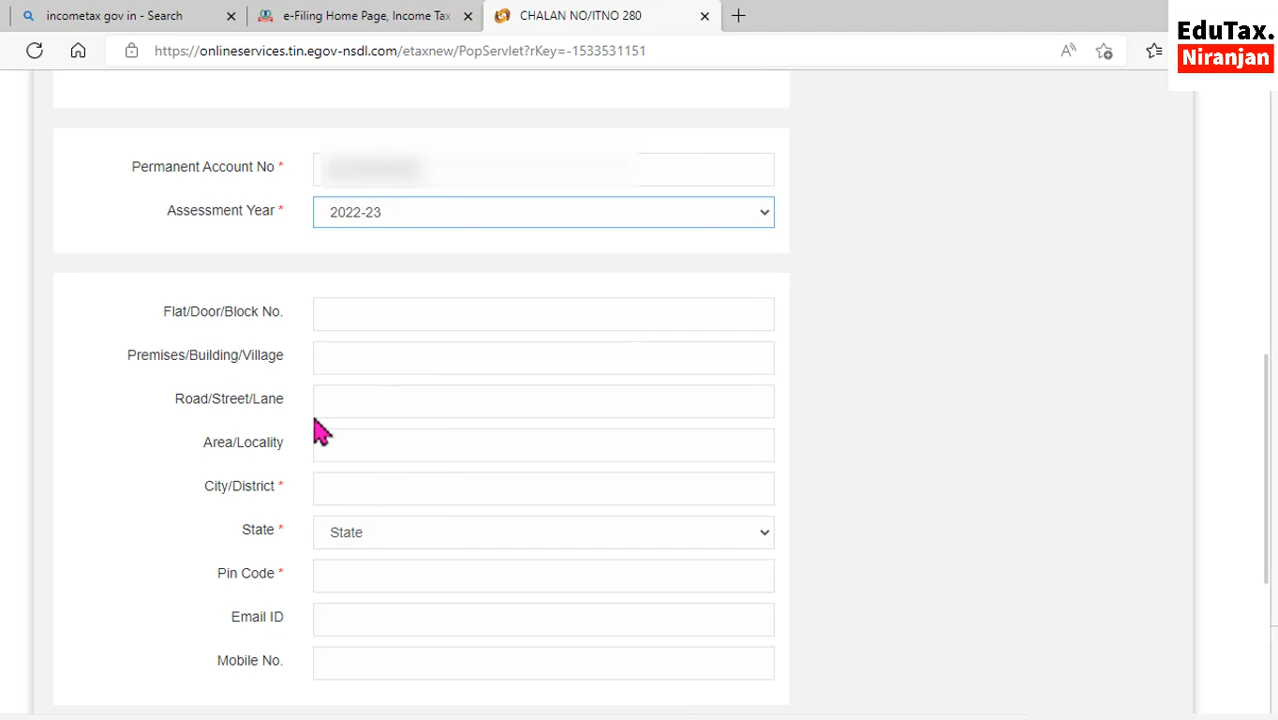 incometax gov in - Search
e-Filing Home Page, Income Tax
CHALAN NO/ITNO 280
EduTax.
Niranjan
https://onlineservices.tin.egov-nsdl.com/etaxnew/PopServlet?rKey=-1533531151
Permanent Account No *
Assessment Year * 2022-23
Flat/Door/Block No.
Premises/Building/Village
Road/Street/Lane
Area/Locality
City/District *
State * State
Pin Code *
Email ID
Mobile No.